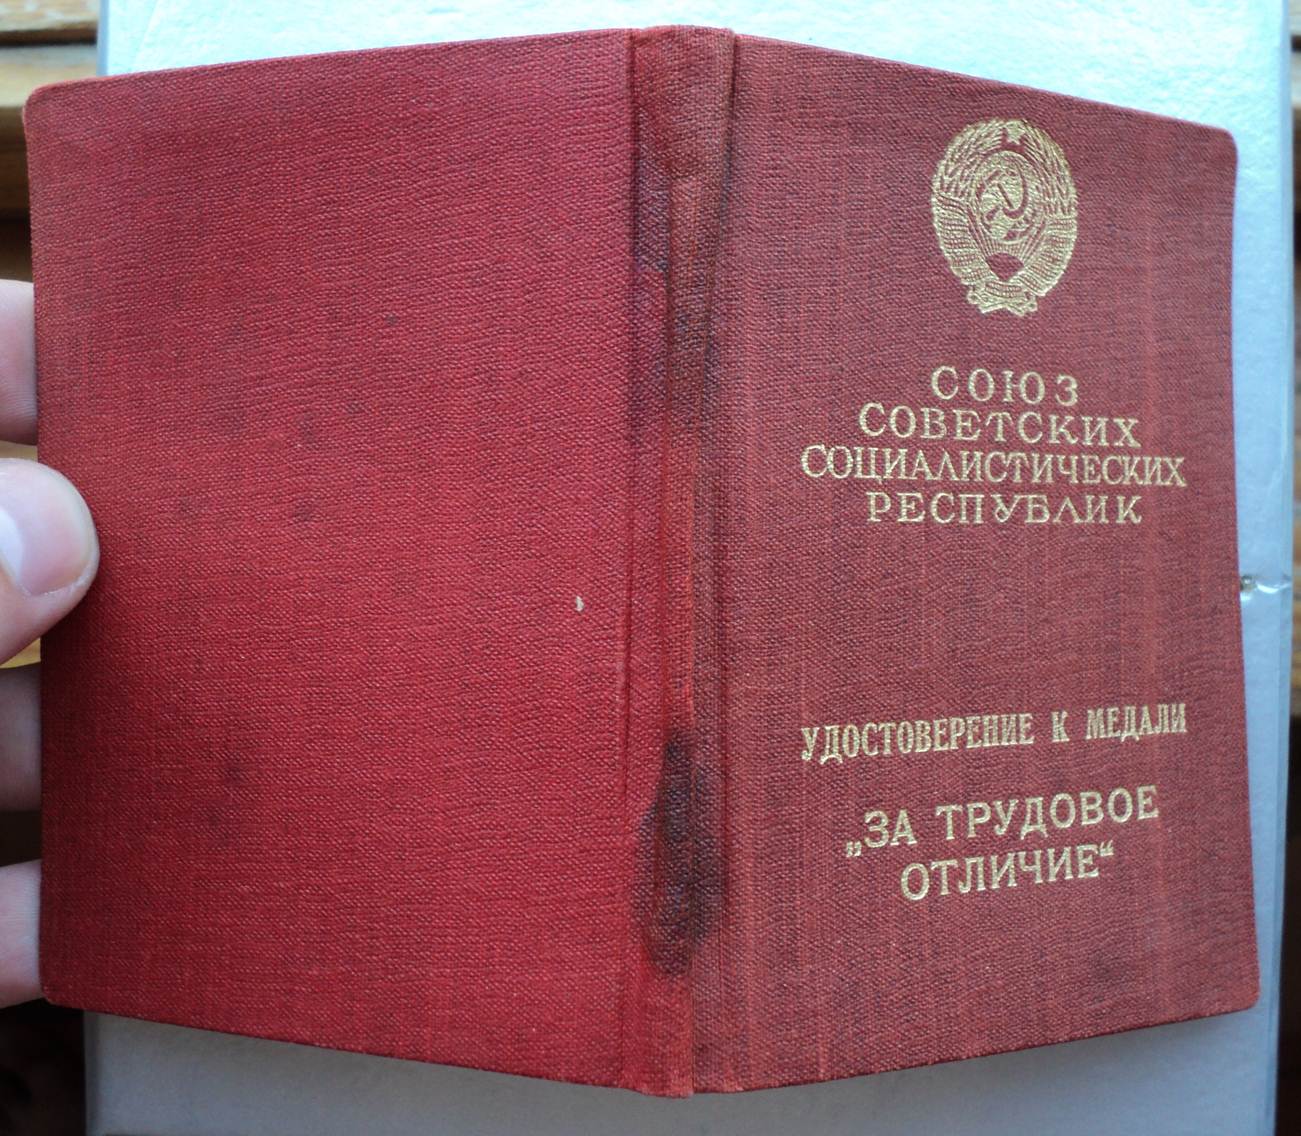 СОЮЗ
СОВЕТСКИХ
СОЦИАЛИСТИЧЕСКИХ
РЕСПУБЛИК
УДОСТОВЕРЕНИЕ К МЕДАЛИ
„ЗА ТРУДОВОЕ
ОТЛИЧИЕ“